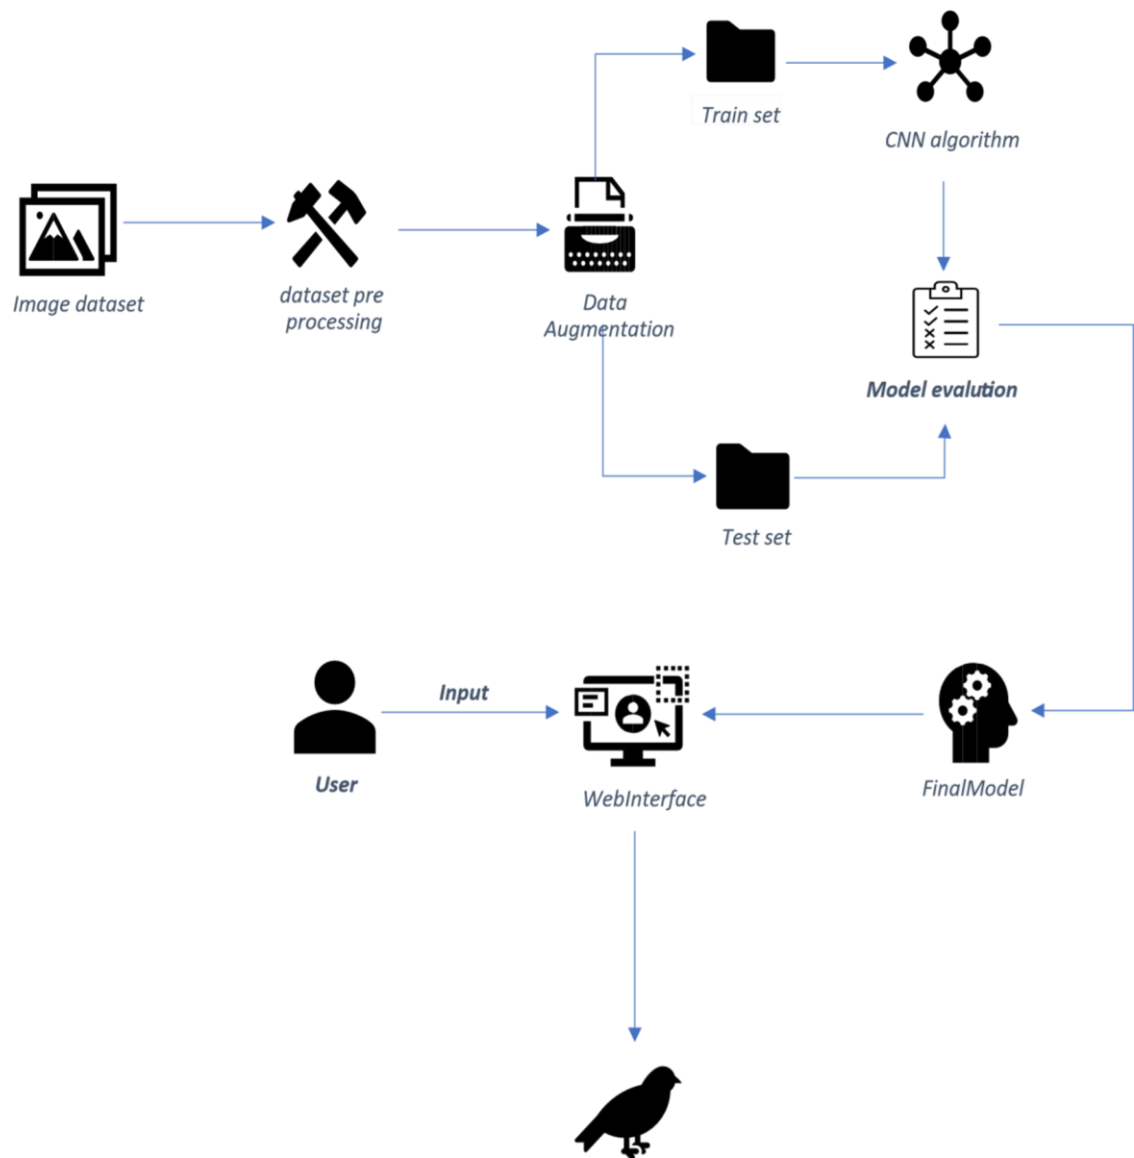 Train set
CNN algorithm
Image dataset
dataset pre
processing
Data
Augmentation
Model evalution
Test set
Input
User
WebInterface
FinalModel